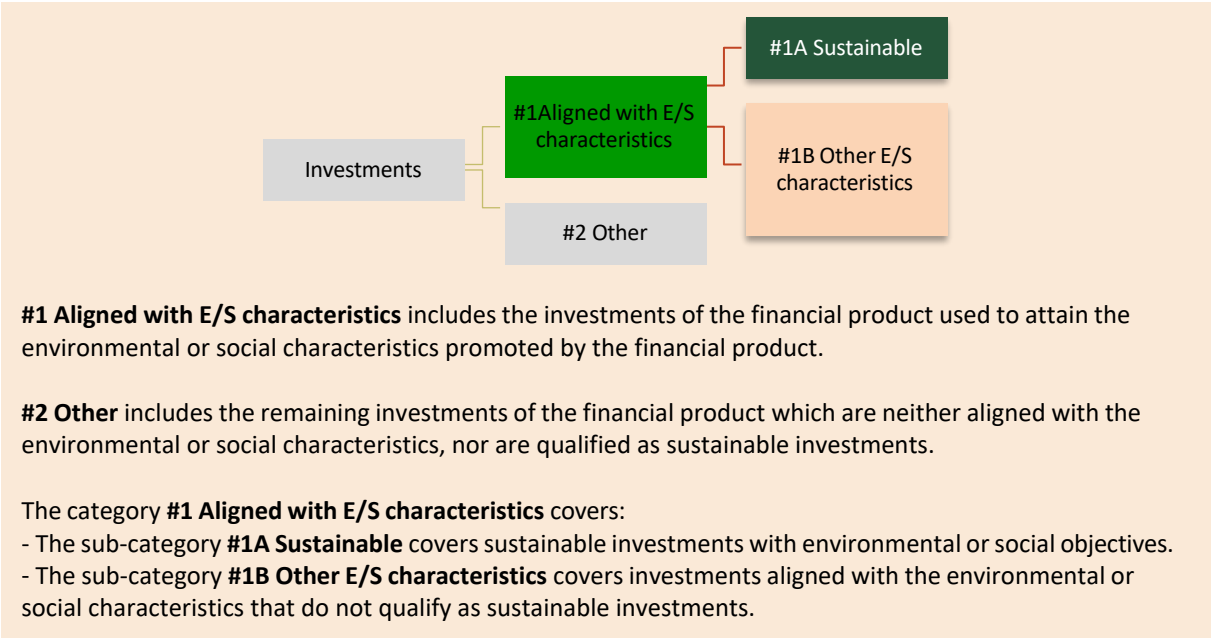 #1A Sustainable
#1Aligned with E/S
characteristics
Investments
#1B Other E/S
characteristics
#2 Other
#1 Aligned with E/S characteristics includes the investments of the financial product used to attain the
environmental or social characteristics promoted by the financial product.
#2 Other includes the remaining investments of the financial product which are neither aligned with the
environmental or social characteristics, nor are qualified as sustainable investments.
The category #1 Aligned with E/S characteristics covers:
- The sub-category #1A Sustainable covers sustainable investments with environmental or social objectives.
- The sub-category #1B Other E/S characteristics covers investments aligned with the environmental or
social characteristics that do not qualify as sustainable investments.